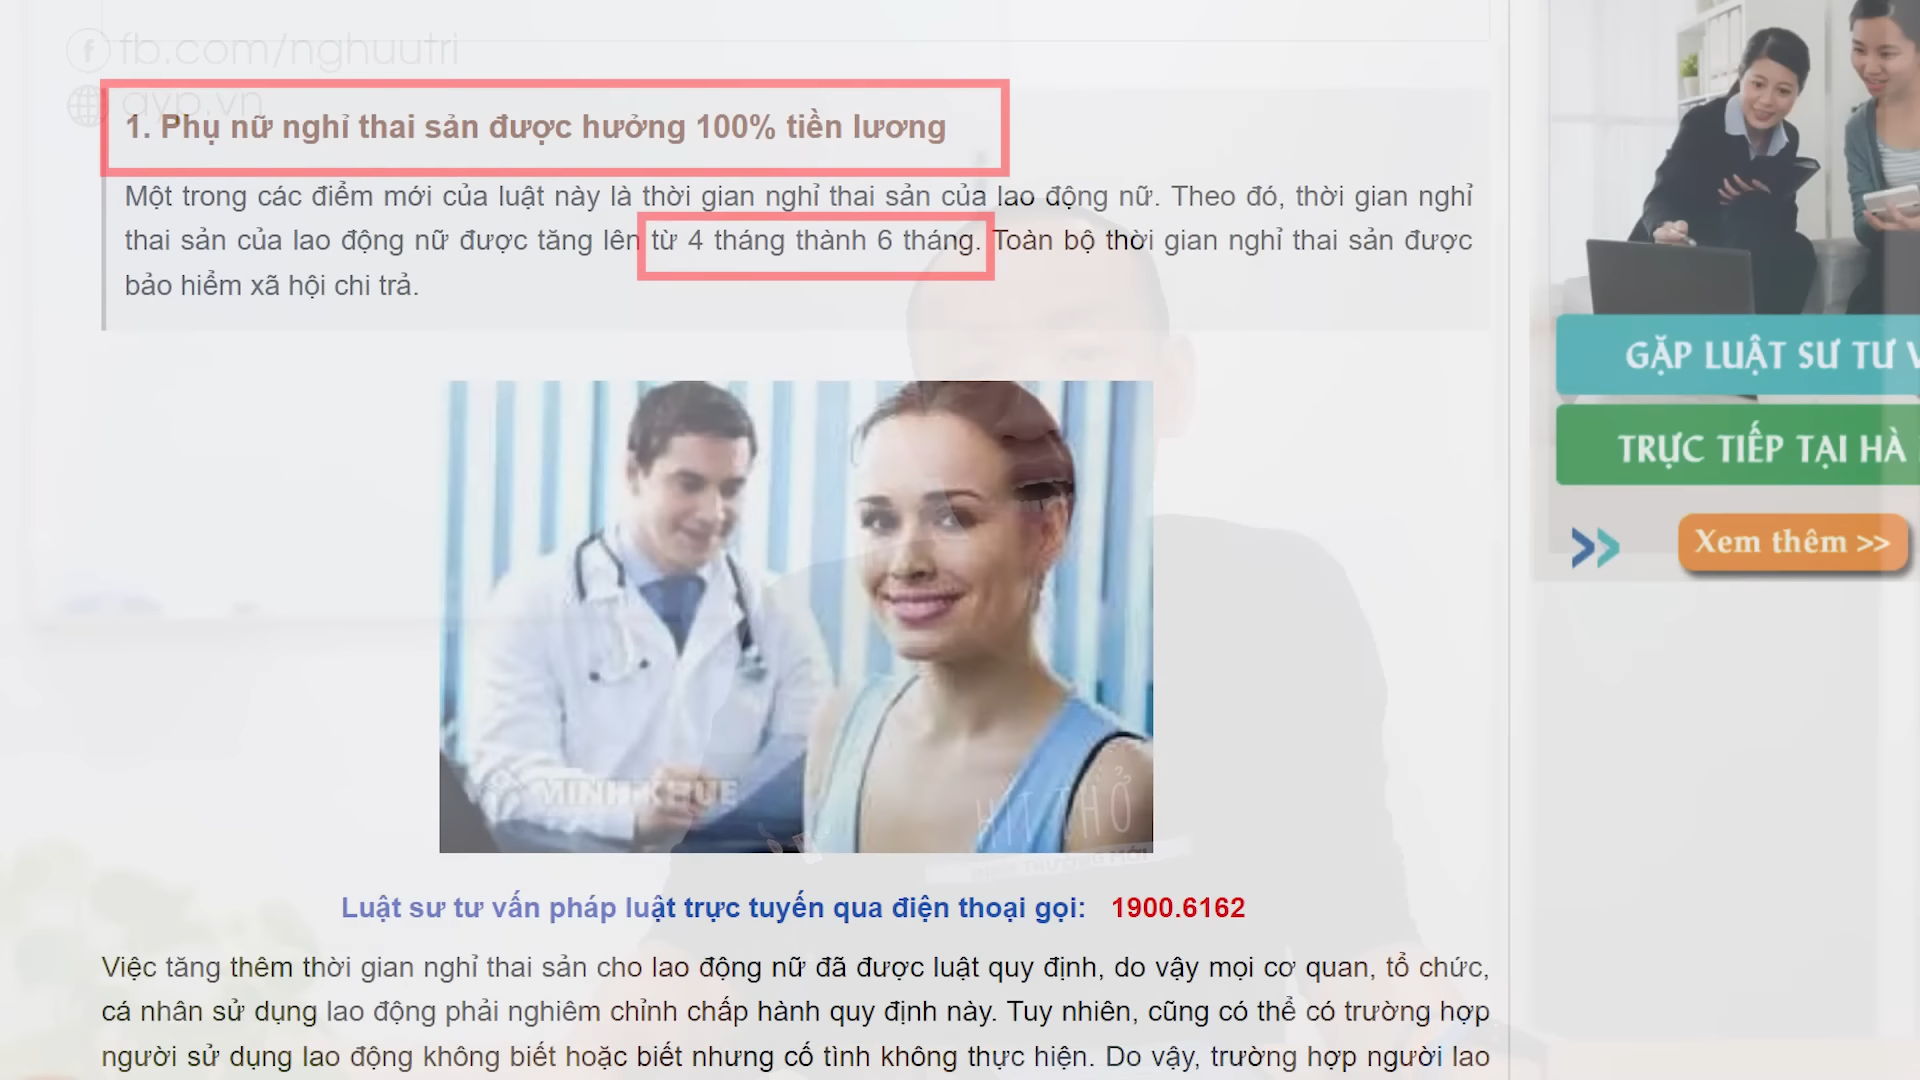 fb.com/nghuutri
ayp.vn
1. Phụ nữ nghỉ thai sản được hưởng 100% tiền lương
Một trong các điểm mới của luật này là thời gian nghỉ thai sản của lao động nữ. Theo đó, thời gian nghỉ
thai sản của lao động nữ được tăng lên từ 4 tháng thành 6 tháng. Toàn bộ thời gian nghỉ thai sản được
bảo hiểm xã hội chi trả.
GẶP LUẬT SƯ TƯ
TRỰC TIẾP TẠI HÀ
Xem thêm >>
MINH KHUE
HÍT THỞ
Luật sư tư vấn pháp luật trực tuyến qua điện thoại gọi: 1900.6162
Việc tăng thêm thời gian nghỉ thai sản cho lao động nữ đã được luật quy định, do vậy mọi cơ quan, tổ chức,
cá nhân sử dụng lao động phải nghiêm chỉnh chấp hành quy định này. Tuy nhiên, cũng có thể có trường hợp
người sử dụng lao động không biết hoặc biết nhưng cố tình không thực hiện. Do vậy, trường hợp người lao